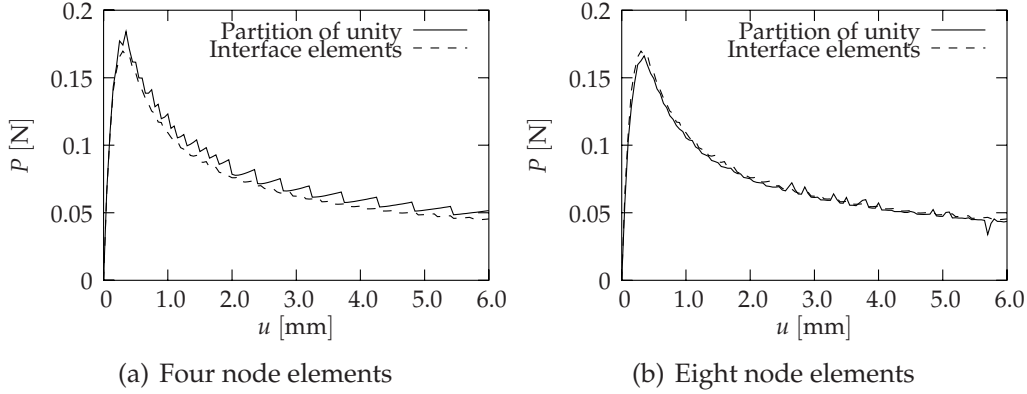 0.2
0.15
0.1
0.05
0
P [N]
Partition of unity
Interface elements
0 1.0 2.0 3.0 4.0 5.0 6.0
u [mm]
(a) Four node elements
0.2
0.15
0.1
0.05
0
P [N]
Partition of unity
Interface elements
0 1.0 2.0 3.0 4.0 5.0 6.0
u [mm]
(b) Eight node elements